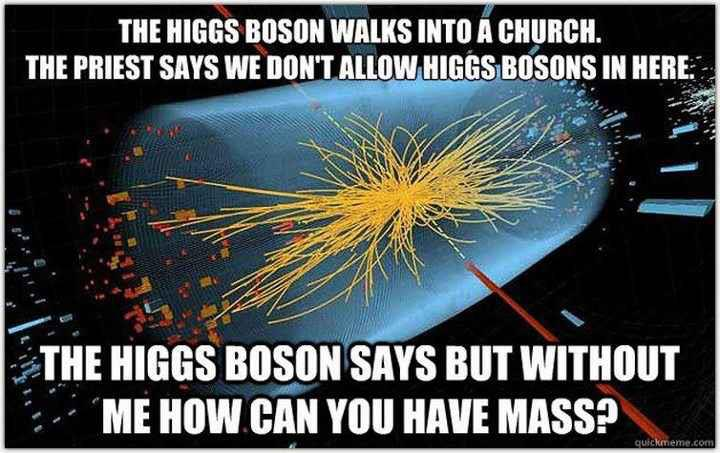 THE HIGGS BOSON WALKS INTO A CHURCH.
THE PRIEST SAYS WE DON'T ALLOW HIGGS BOSONS IN HERE.
THE HIGGS BOSON SAYS BUT WITHOUT
ME HOW CAN YOU HAVE MASS?
quickmeme.com